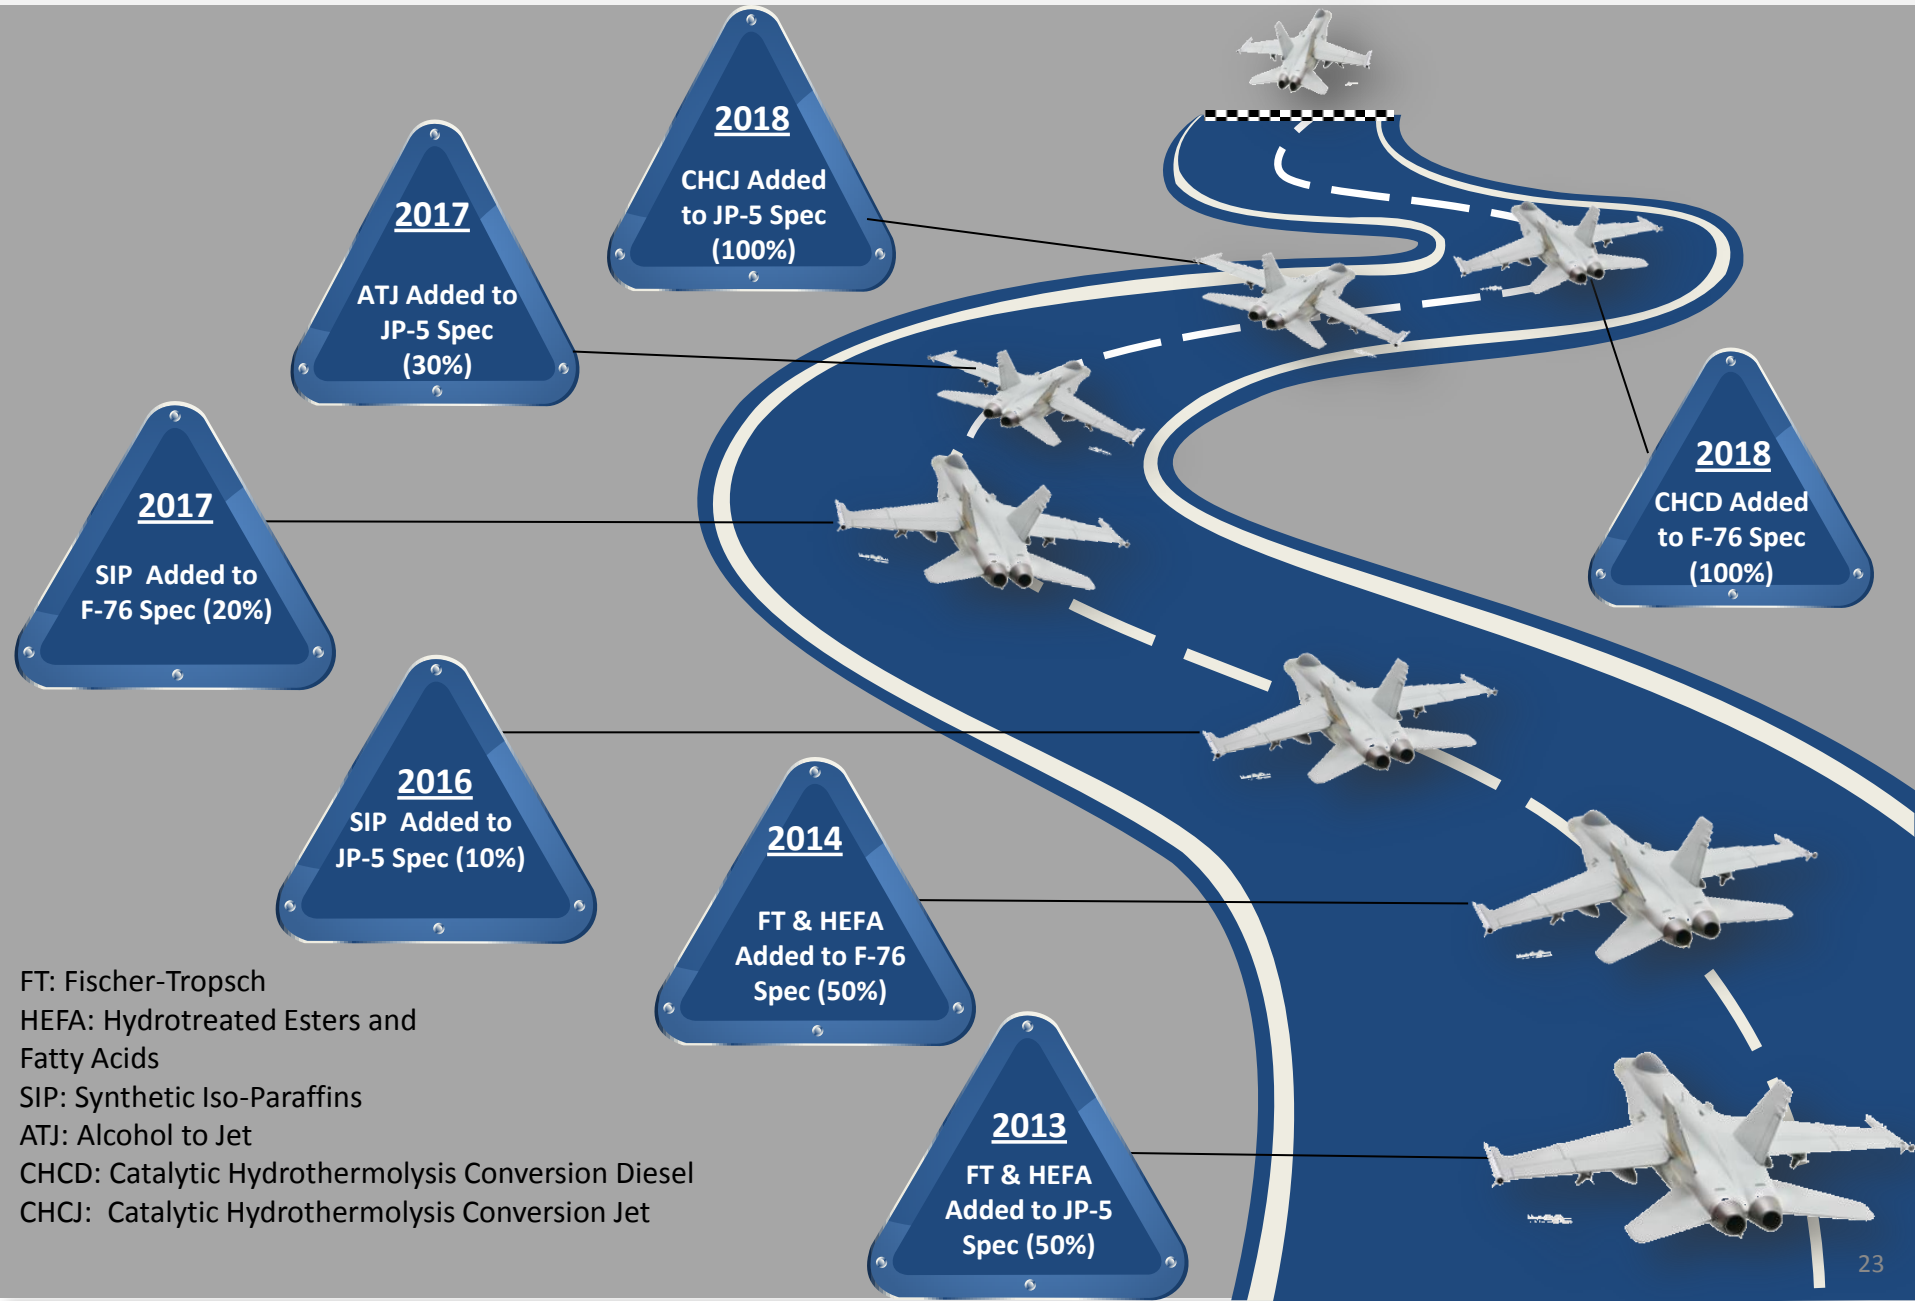 2018
CHCJ Added
to JP-5 Spec
(100%)
2017
ATJ Added to
JP-5 Spec
(30%)
2018
CHCD Added
to F-76 Spec
(100%)
2017
SIP  Added to
F-76 Spec (20%)
2016
SIP  Added to
JP-5 Spec (10%)
2014
FT & HEFA
Added to F-76
Spec (50%)
2013
FT & HEFA
Added to JP-5
Spec (50%)
FT: Fischer-Tropsch
HEFA: Hydrotreated Esters and
Fatty Acids
SIP: Synthetic Iso-Paraffins
ATJ: Alcohol to Jet
CHCD: Catalytic Hydrothermolysis Conversion Diesel
CHCJ:  Catalytic Hydrothermolysis Conversion Jet
23